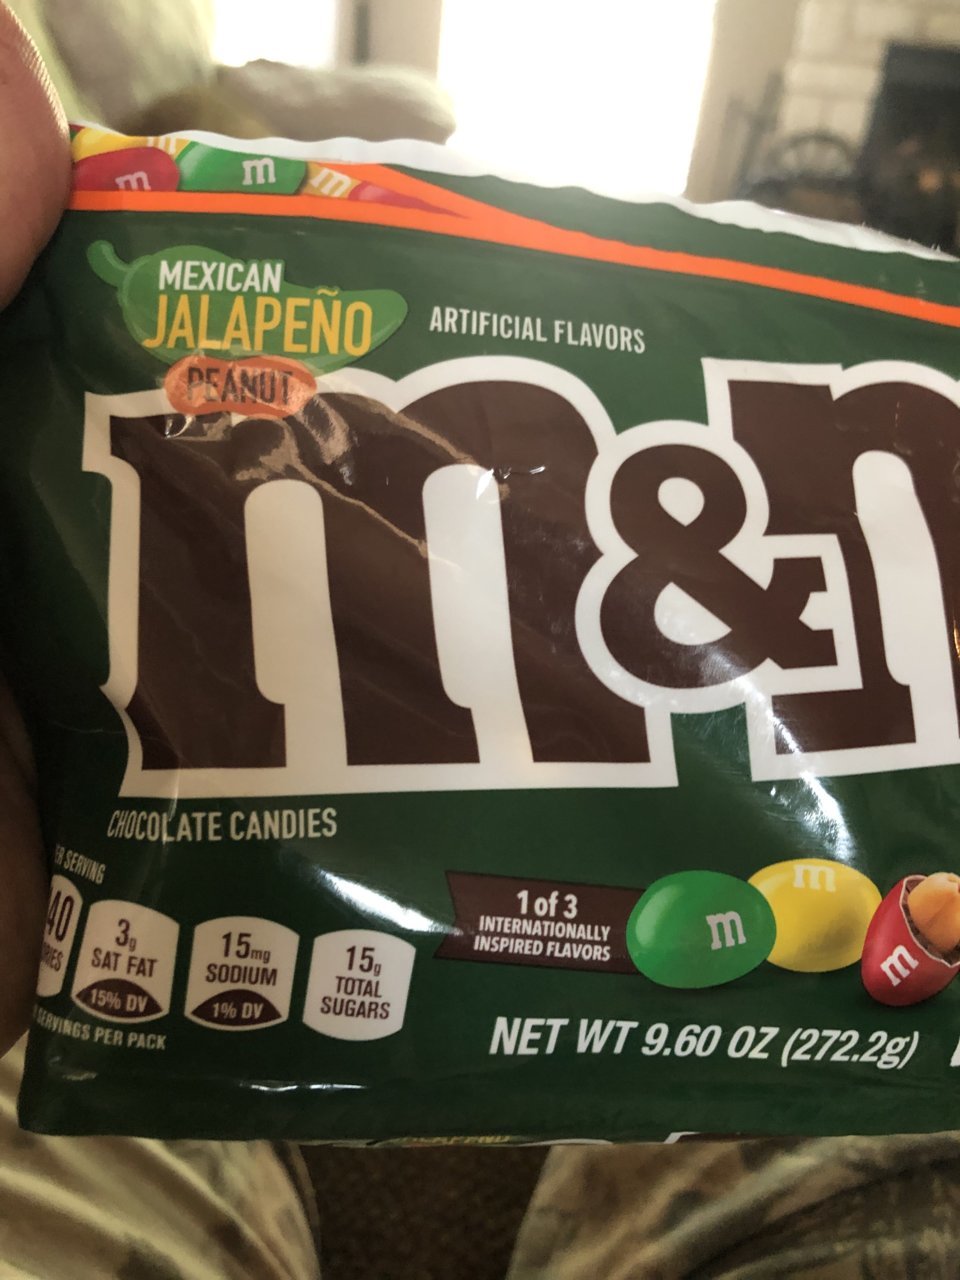 m m m m
MEXICAN
JALAPEÑO
PEANUT
ARTIFICIAL FLAVORS
m&m
CHOCOLATE CANDIES
SERVING
3g
SAT FAT
15% DV
15mg
SODIUM
1% DV
15g
TOTAL
SUGARS
SERVINGS PER PACK
1 of 3
INTERNATIONALLY
INSPIRED FLAVORS
m
m
m
NET WT 9.60 OZ (272.2g)